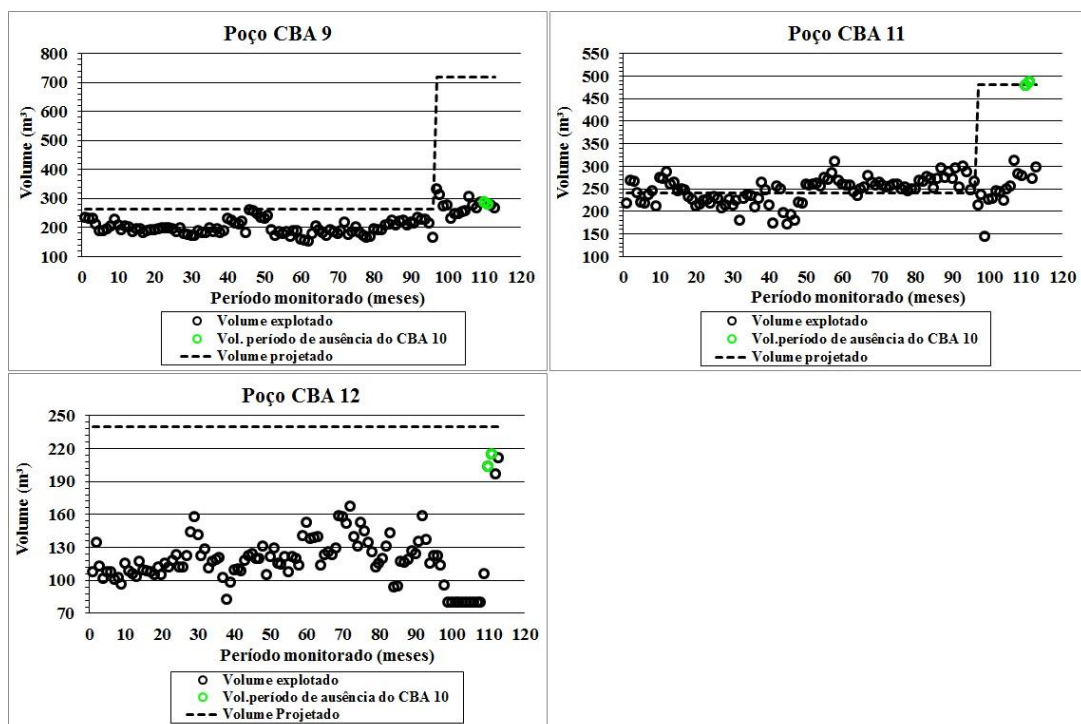 Poço CBA 9
Volume (m³)
800
700
600
500
400
300
200
100
0 10 20 30 40 50 60 70 80 90 100 110 120
Período monitorado (meses)
Volume explotado
Vol.período de ausência do CBA 10
Volume projetado
Poço CBA 11
Volume (m³)
550
500
450
400
350
300
250
200
150
100
0 10 20 30 40 50 60 70 80 90 100 110 120
Período monitorado (meses)
Volume explotado
Vol.período de ausência do CBA 10
Volume projetado
Poço CBA 12
Volume (m³)
250
220
190
160
130
100
70
0 10 20 30 40 50 60 70 80 90 100 110 120
Período monitorado (meses)
Volume explotado
Vol.período de ausência do CBA 10
Volume Projetado